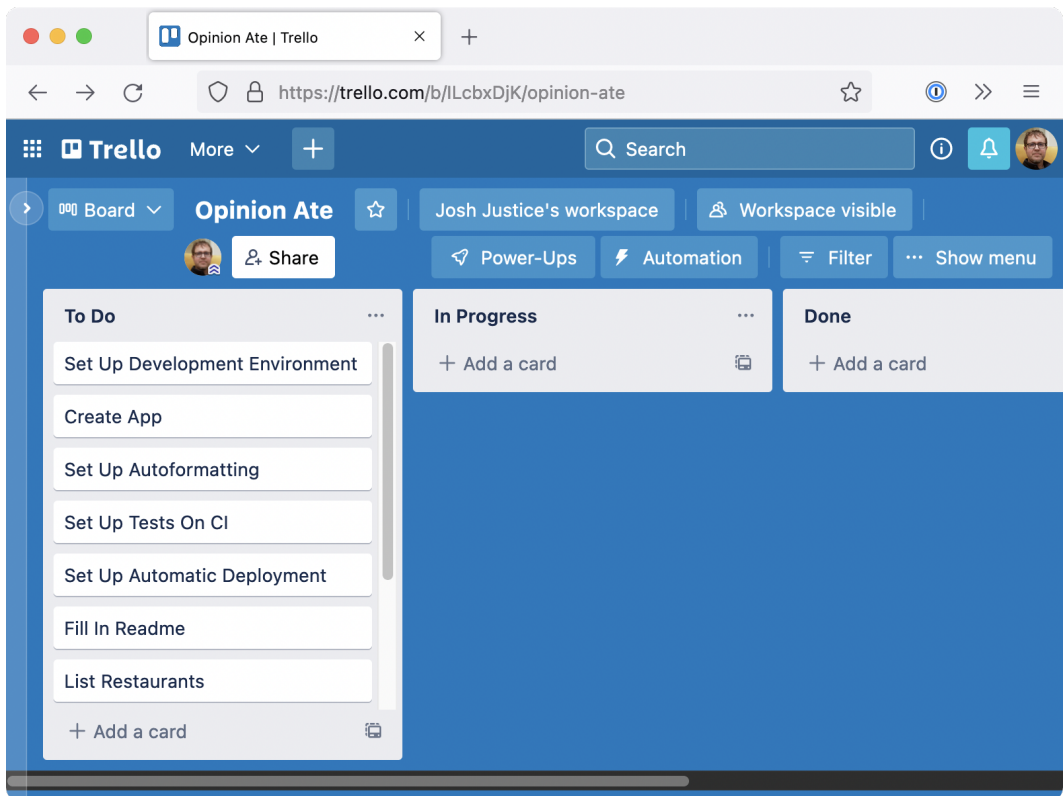 Opinion Ate | Trello
https://trello.com/b/ILcbxDjK/opinion-ate
Trello More Search
Board Opinion Ate Josh Justice's workspace Workspace visible
Share Power-Ups Automation Filter Show menu
To Do
Set Up Development Environment
Create App
Set Up Autoformatting
Set Up Tests On CI
Set Up Automatic Deployment
Fill In Readme
List Restaurants
Add a card
In Progress
Add a card
Done
Add a card